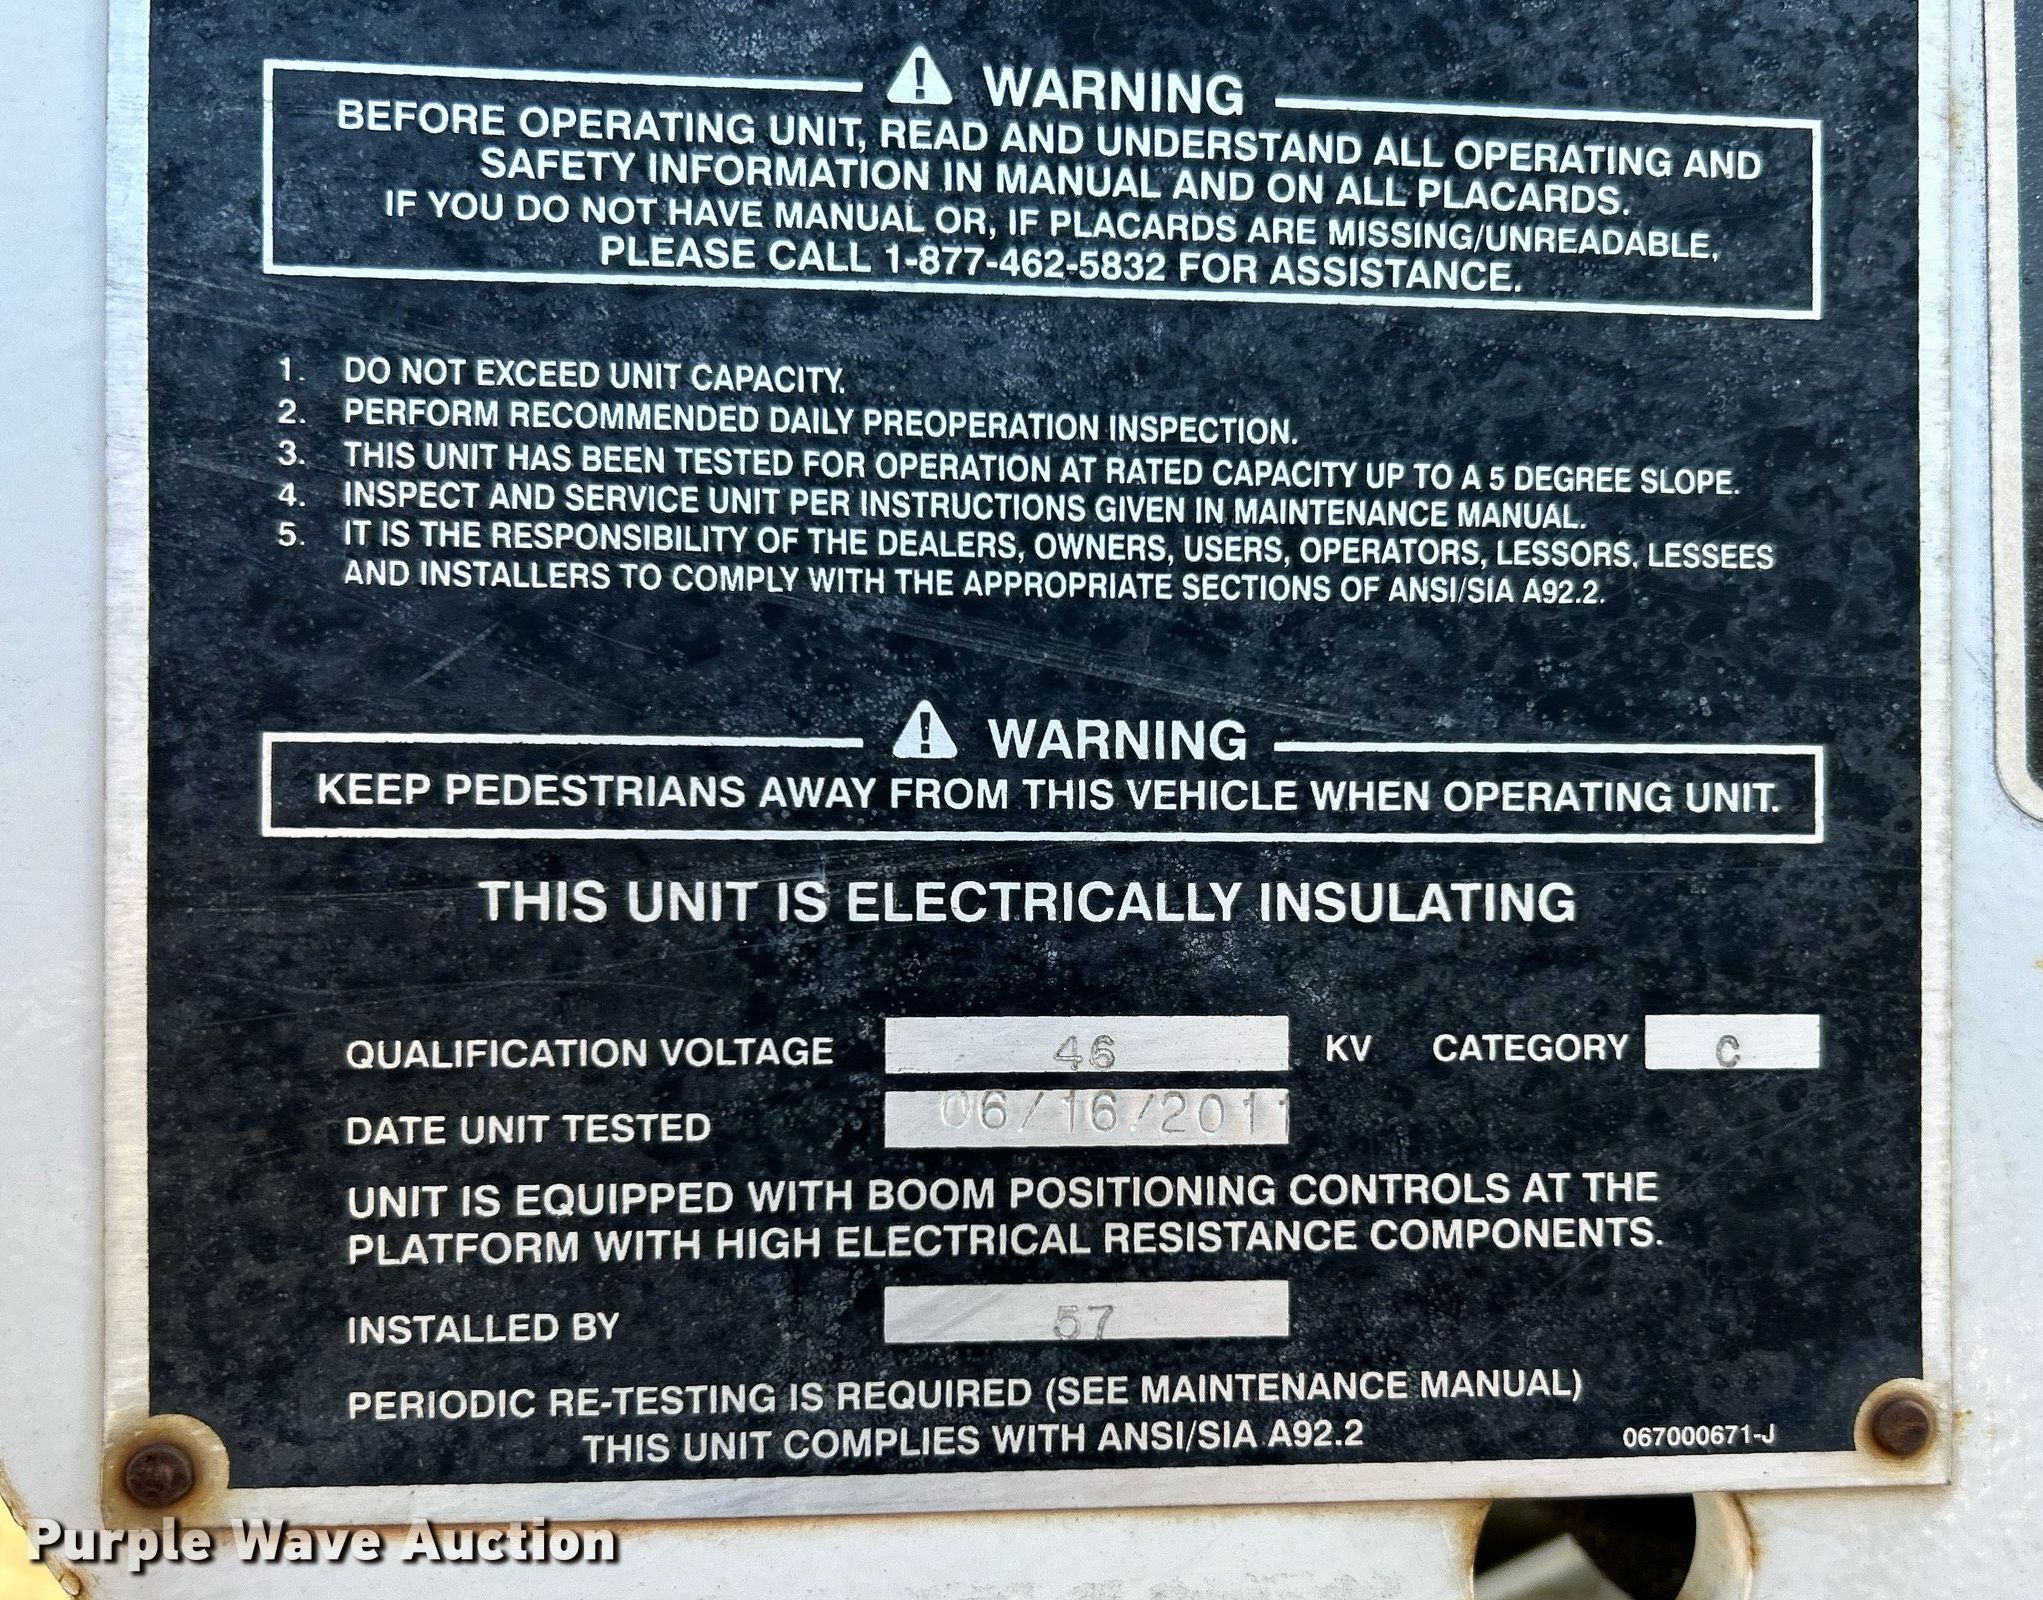 WARNING
BEFORE OPERATING UNIT, READ AND UNDERSTAND ALL OPERATING AND
SAFETY INFORMATION IN MANUAL AND ON ALL PLACARDS.
IF YOU DO NOT HAVE MANUAL OR, IF PLACARDS ARE MISSING/UNREADABLE,
PLEASE CALL 1-877-462-5832 FOR ASSISTANCE.
1. DO NOT EXCEED UNIT CAPACITY.
2. PERFORM RECOMMENDED DAILY PREOPERATION INSPECTION.
3. THIS UNIT HAS BEEN TESTED FOR OPERATION AT RATED CAPACITY UP TO A 5 DEGREE SLOPE.
4. INSPECT AND SERVICE UNIT PER INSTRUCTIONS GIVEN IN MAINTENANCE MANUAL.
5. IT IS THE RESPONSIBILITY OF THE DEALERS, OWNERS, USERS, OPERATORS, LESSORS, LESSEES
AND INSTALLERS TO COMPLY WITH THE APPROPRIATE SECTIONS OF ANSI/SIA A92.2.
WARNING
KEEP PEDESTRIANS AWAY FROM THIS VEHICLE WHEN OPERATING UNIT.
THIS UNIT IS ELECTRICALLY INSULATING
QUALIFICATION VOLTAGE 46 KV CATEGORY C
DATE UNIT TESTED 06/16/2011
UNIT IS EQUIPPED WITH BOOM POSITIONING CONTROLS AT THE
PLATFORM WITH HIGH ELECTRICAL RESISTANCE COMPONENTS.
INSTALLED BY 57
PERIODIC RE-TESTING IS REQUIRED (SEE MAINTENANCE MANUAL)
THIS UNIT COMPLIES WITH ANSI/SIA A92.2
067000671-J
Purple Wave Auction